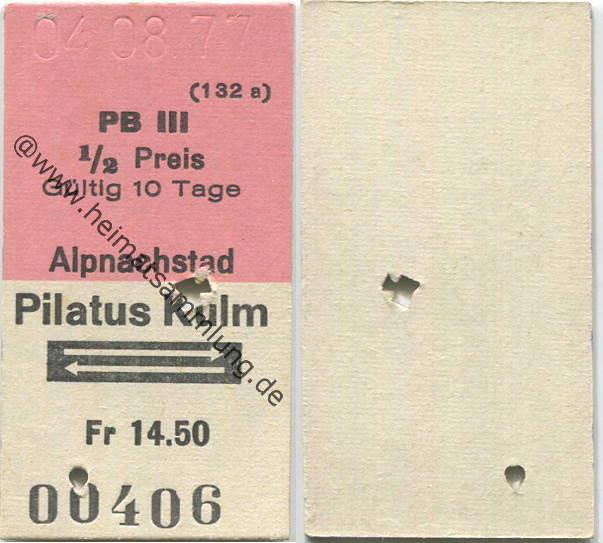 04 08 77
(132 a)
PB III
1/2 Preis
Gültig 10 Tage
Alpnachstad
Pilatus Kulm
Fr 14.50
00406
@www.heimatsammlung.de